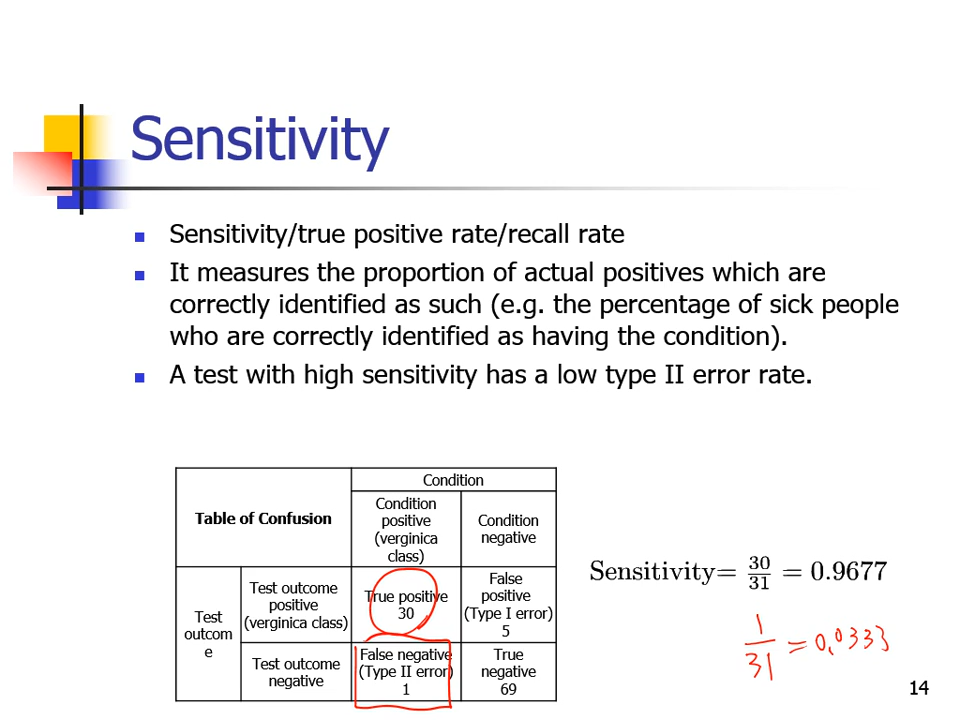 Sensitivity
Sensitivity/true positive rate/recall rate
It measures the proportion of actual positives which are
correctly identified as such (e.g. the percentage of sick people
who are correctly identified as having the condition).
A test with high sensitivity has a low type II error rate.
Table of Confusion
Condition
Condition
positive
(verginica
class)
Condition
negative
Test
outcom
e
Test outcome
positive
(verginica class)
True positive
30
False
positive
(Type I error)
5
Test outcome
negative
False negative
(Type II error)
1
True
negative
69
Sensitivity= 30/31 = 0.9677
1/31 = 0.0333
14